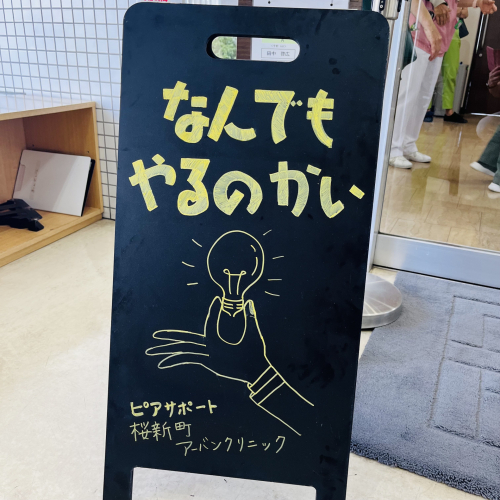 なんでも
やるのかい
ピアサポート
桜新町
アーバンクリニック